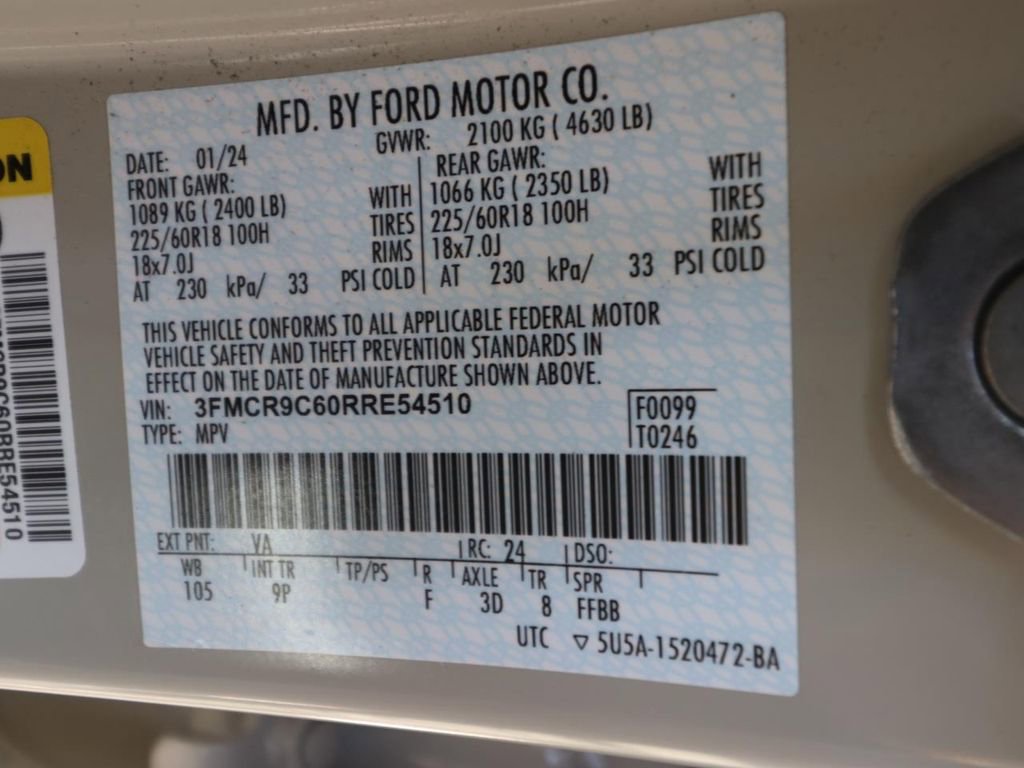 MFD. BY FORD MOTOR CO.
DATE: 01/24
GVWR: 2100 KG ( 4630 LB)
FRONT GAWR:
1089 KG ( 2400 LB) WITH
225/60R18 100H TIRES
18x7.0J RIMS
AT 230 kPa/ 33 PSI COLD
REAR GAWR:
1066 KG ( 2350 LB) WITH
225/60R18 100H TIRES
18x7.0J RIMS
AT 230 kPa/ 33 PSI COLD
THIS VEHICLE CONFORMS TO ALL APPLICABLE FEDERAL MOTOR
VEHICLE SAFETY AND THEFT PREVENTION STANDARDS IN
EFFECT ON THE DATE OF MANUFACTURE SHOWN ABOVE.
VIN: 3FMCR9C60RRE54510
TYPE: MPV
F0099
T0246
EXT PNT: VA RC: 24 DSO:
WB INT TR TP/PS R AXLE TR SPR
105 9P F 3D 8 FFBB
UTC ▽ 5U5A-1520472-BA